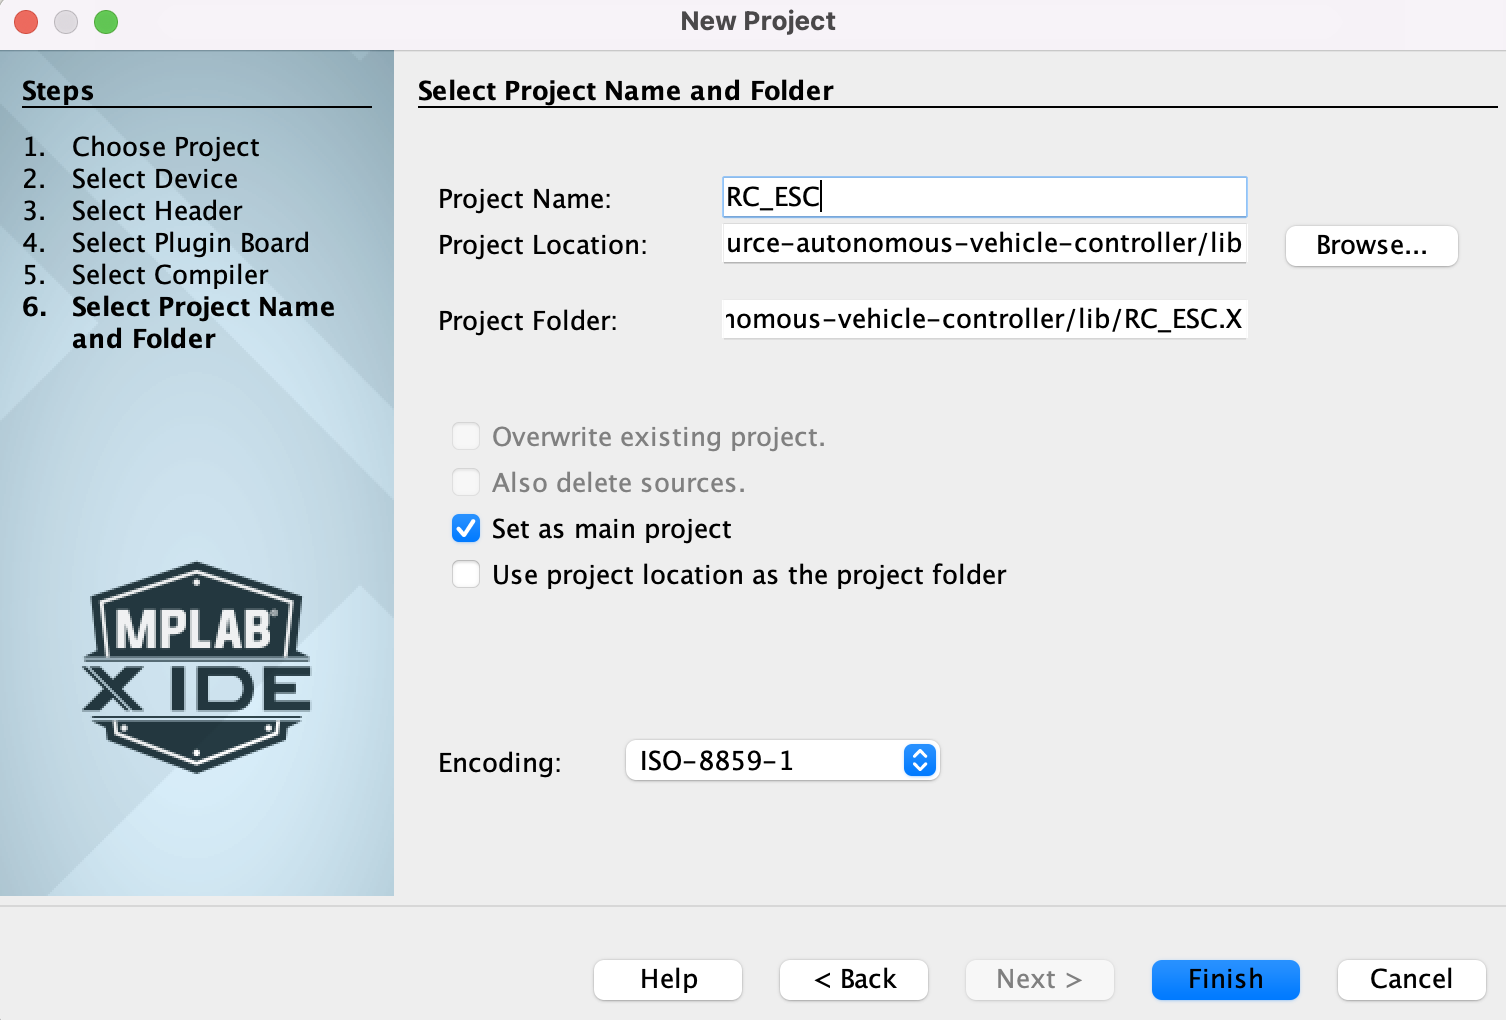 New Project
Steps
1. Choose Project
2. Select Device
3. Select Header
4. Select Plugin Board
5. Select Compiler
6. Select Project Name
and Folder
MPLAB®
X IDE
Select Project Name and Folder
Project Name: RC_ESC
Project Location: urce-autonomous-vehicle-controller/lib Browse...
Project Folder: nomous-vehicle-controller/lib/RC_ESC.X
Overwrite existing project.
Also delete sources.
Set as main project
Use project location as the project folder
Encoding: ISO-8859-1
Help < Back Next > Finish Cancel